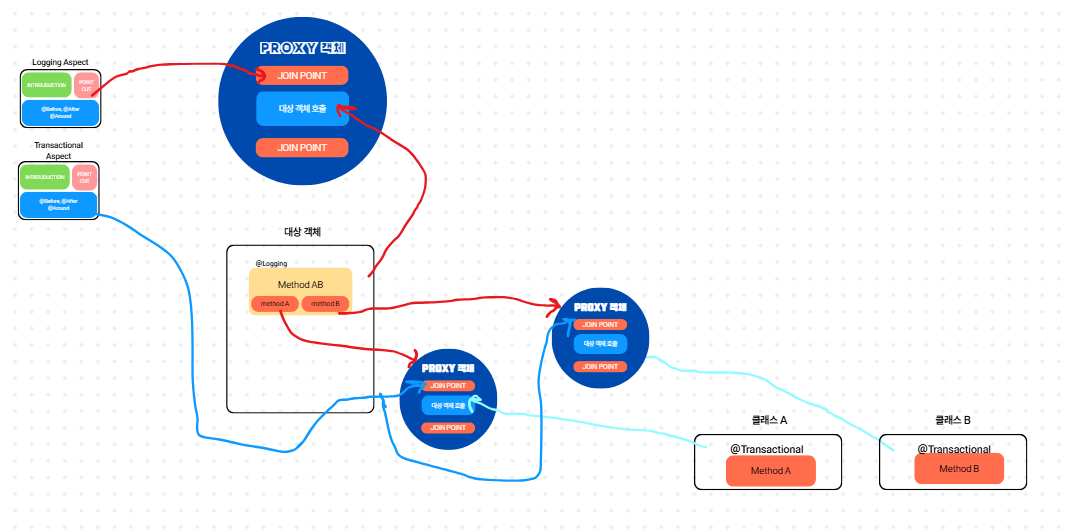 Logging Aspect
INTROUDUCTION
POINT
CUT
@Before, @After
@Around
Transactional
Aspect
INTROUDUCTION
POINT
CUT
@Before, @After
@Around
PROXY 객체
JOIN POINT
대상 객체 호출
JOIN POINT
대상 객체
@Logging
Method AB
method A
method B
PROXY 객체
JOIN POINT
대상 객체 호출
JOIN POINT
PROXY 객체
JOIN POINT
대상 객체 호출
JOIN POINT
클래스 A
@Transactional
Method A
클래스 B
@Transactional
Method B